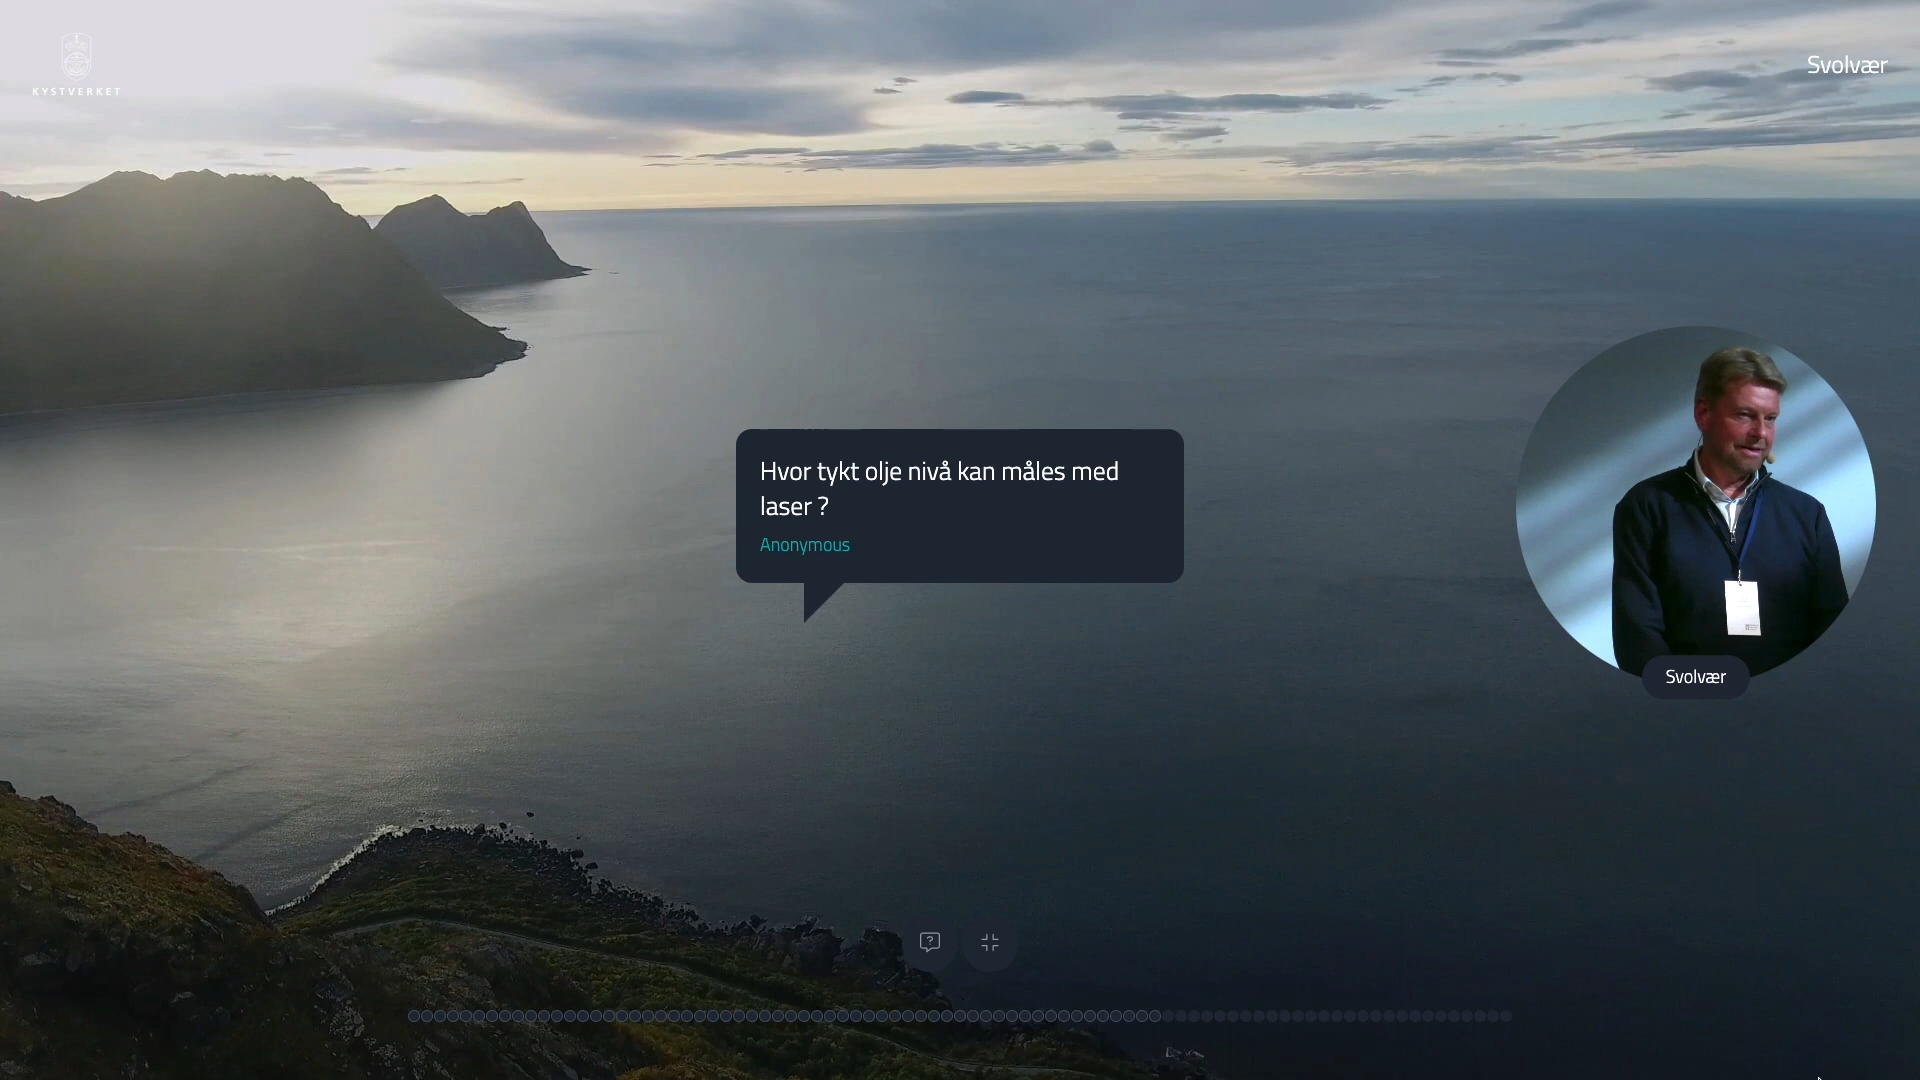 KYSTVERKET
Svolvær
Hvor tykt olje nivå kan måles med
laser ?
Anonymous
Svolvær